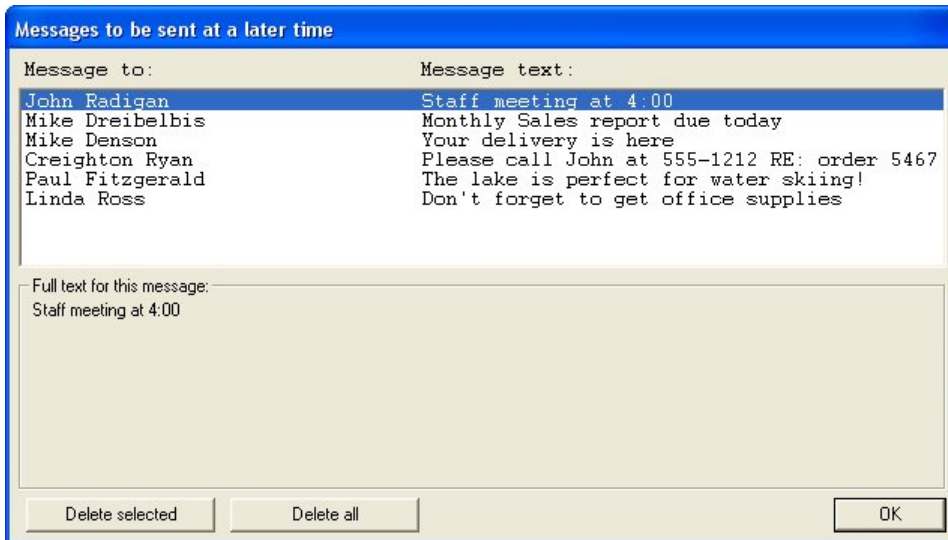 Messages to be sent at a later time
Message to: Message text:
John Radigan Staff meeting at 4:00
Mike Dreibelbis Monthly Sales report due today
Mike Denson Your delivery is here
Creighton Ryan Please call John at 555-1212 RE: order 5467
Paul Fitzgerald The lake is perfect for water skiing!
Linda Ross Don't forget to get office supplies
Full text for this message:
Staff meeting at 4:00
Delete selected Delete all OK